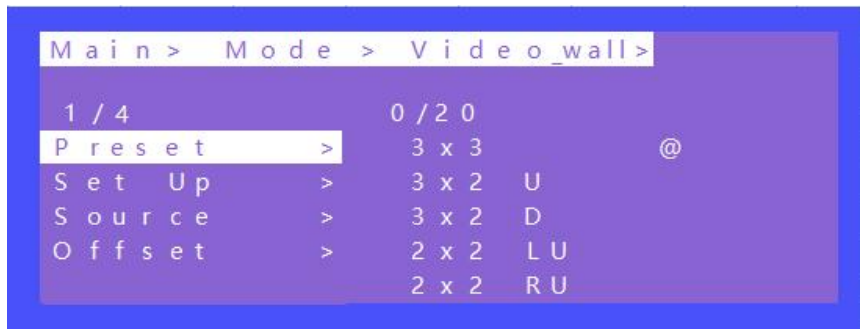 Main> Mode > Video_wall>
1/4 0/20
Preset > 3x3 @
Set Up > 3x2 U
Source > 3x2 D
Offset > 2x2 LU
2x2 RU